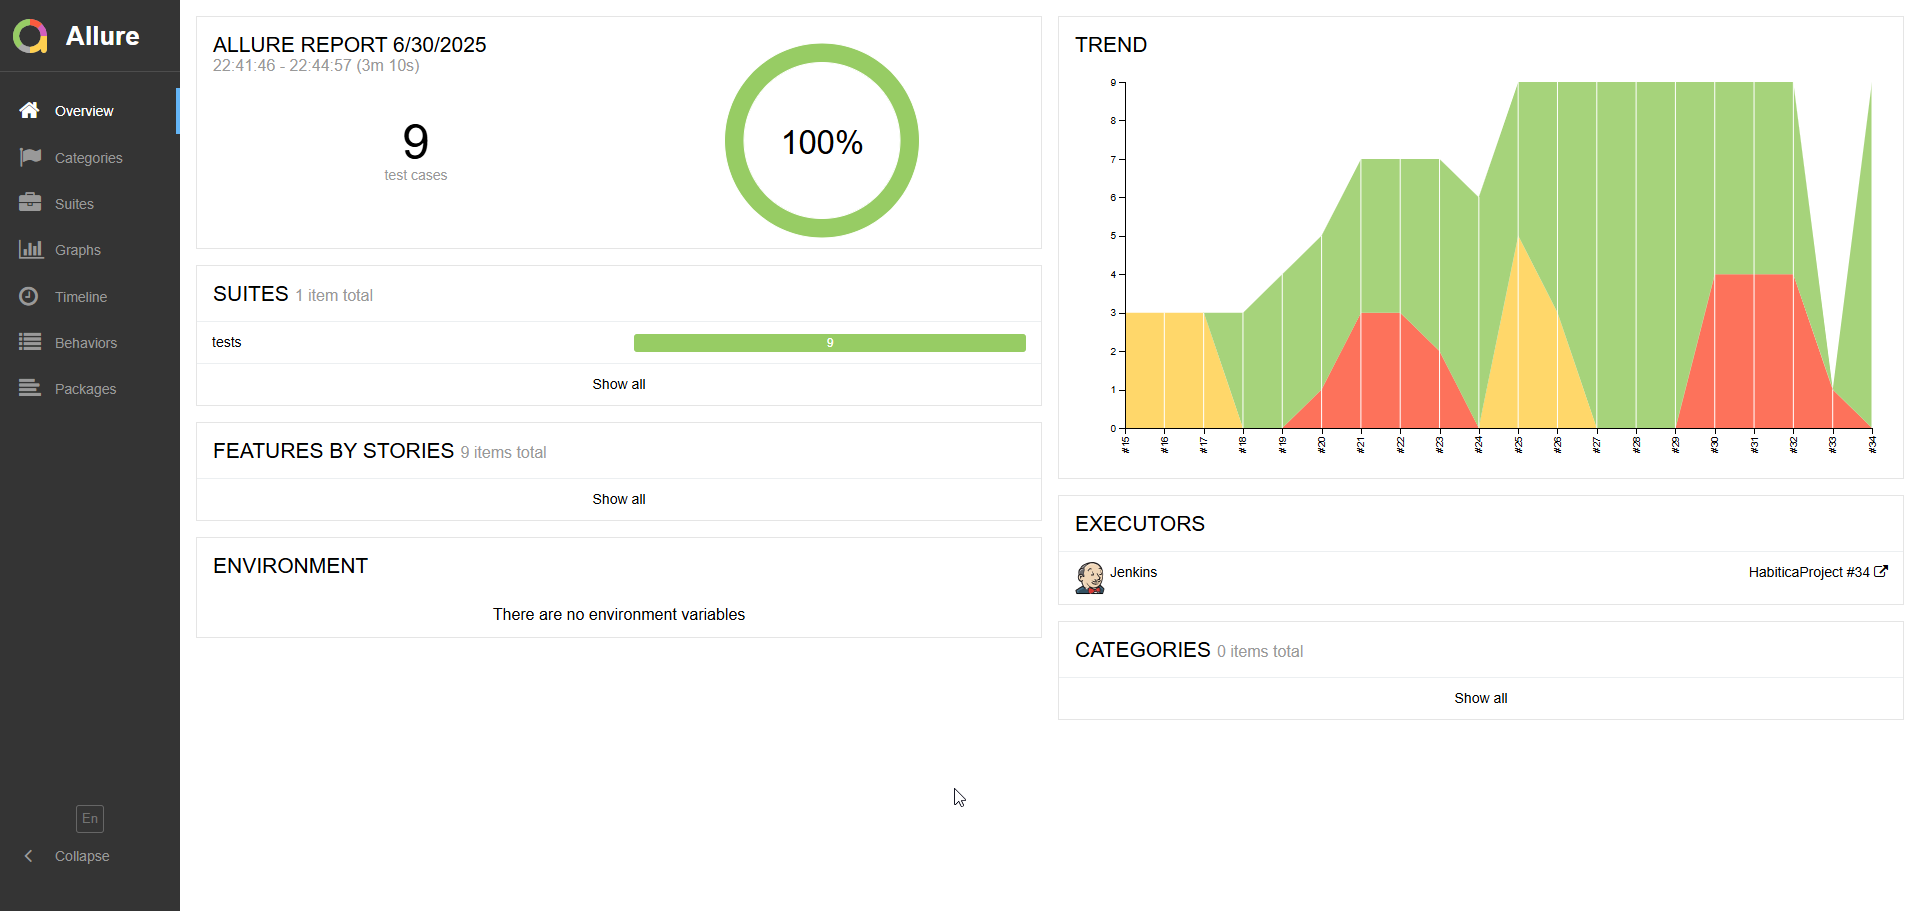 Allure
Overview
Categories
Suites
Graphs
Timeline
Behaviors
Packages
En
Collapse
ALLURE REPORT 6/30/2025
22:41:46 - 22:44:57 (3m 10s)
9
test cases
100%
SUITES 1 item total
tests 9
Show all
FEATURES BY STORIES 9 items total
Show all
ENVIRONMENT
There are no environment variables
TREND
9
8
7
6
5
4
3
2
1
0
#15 #16 #17 #18 #19 #20 #21 #22 #23 #24 #25 #26 #27 #28 #29 #30 #31 #32 #33 #34
EXECUTORS
Jenkins HabiticaProject #34
CATEGORIES 0 items total
Show all